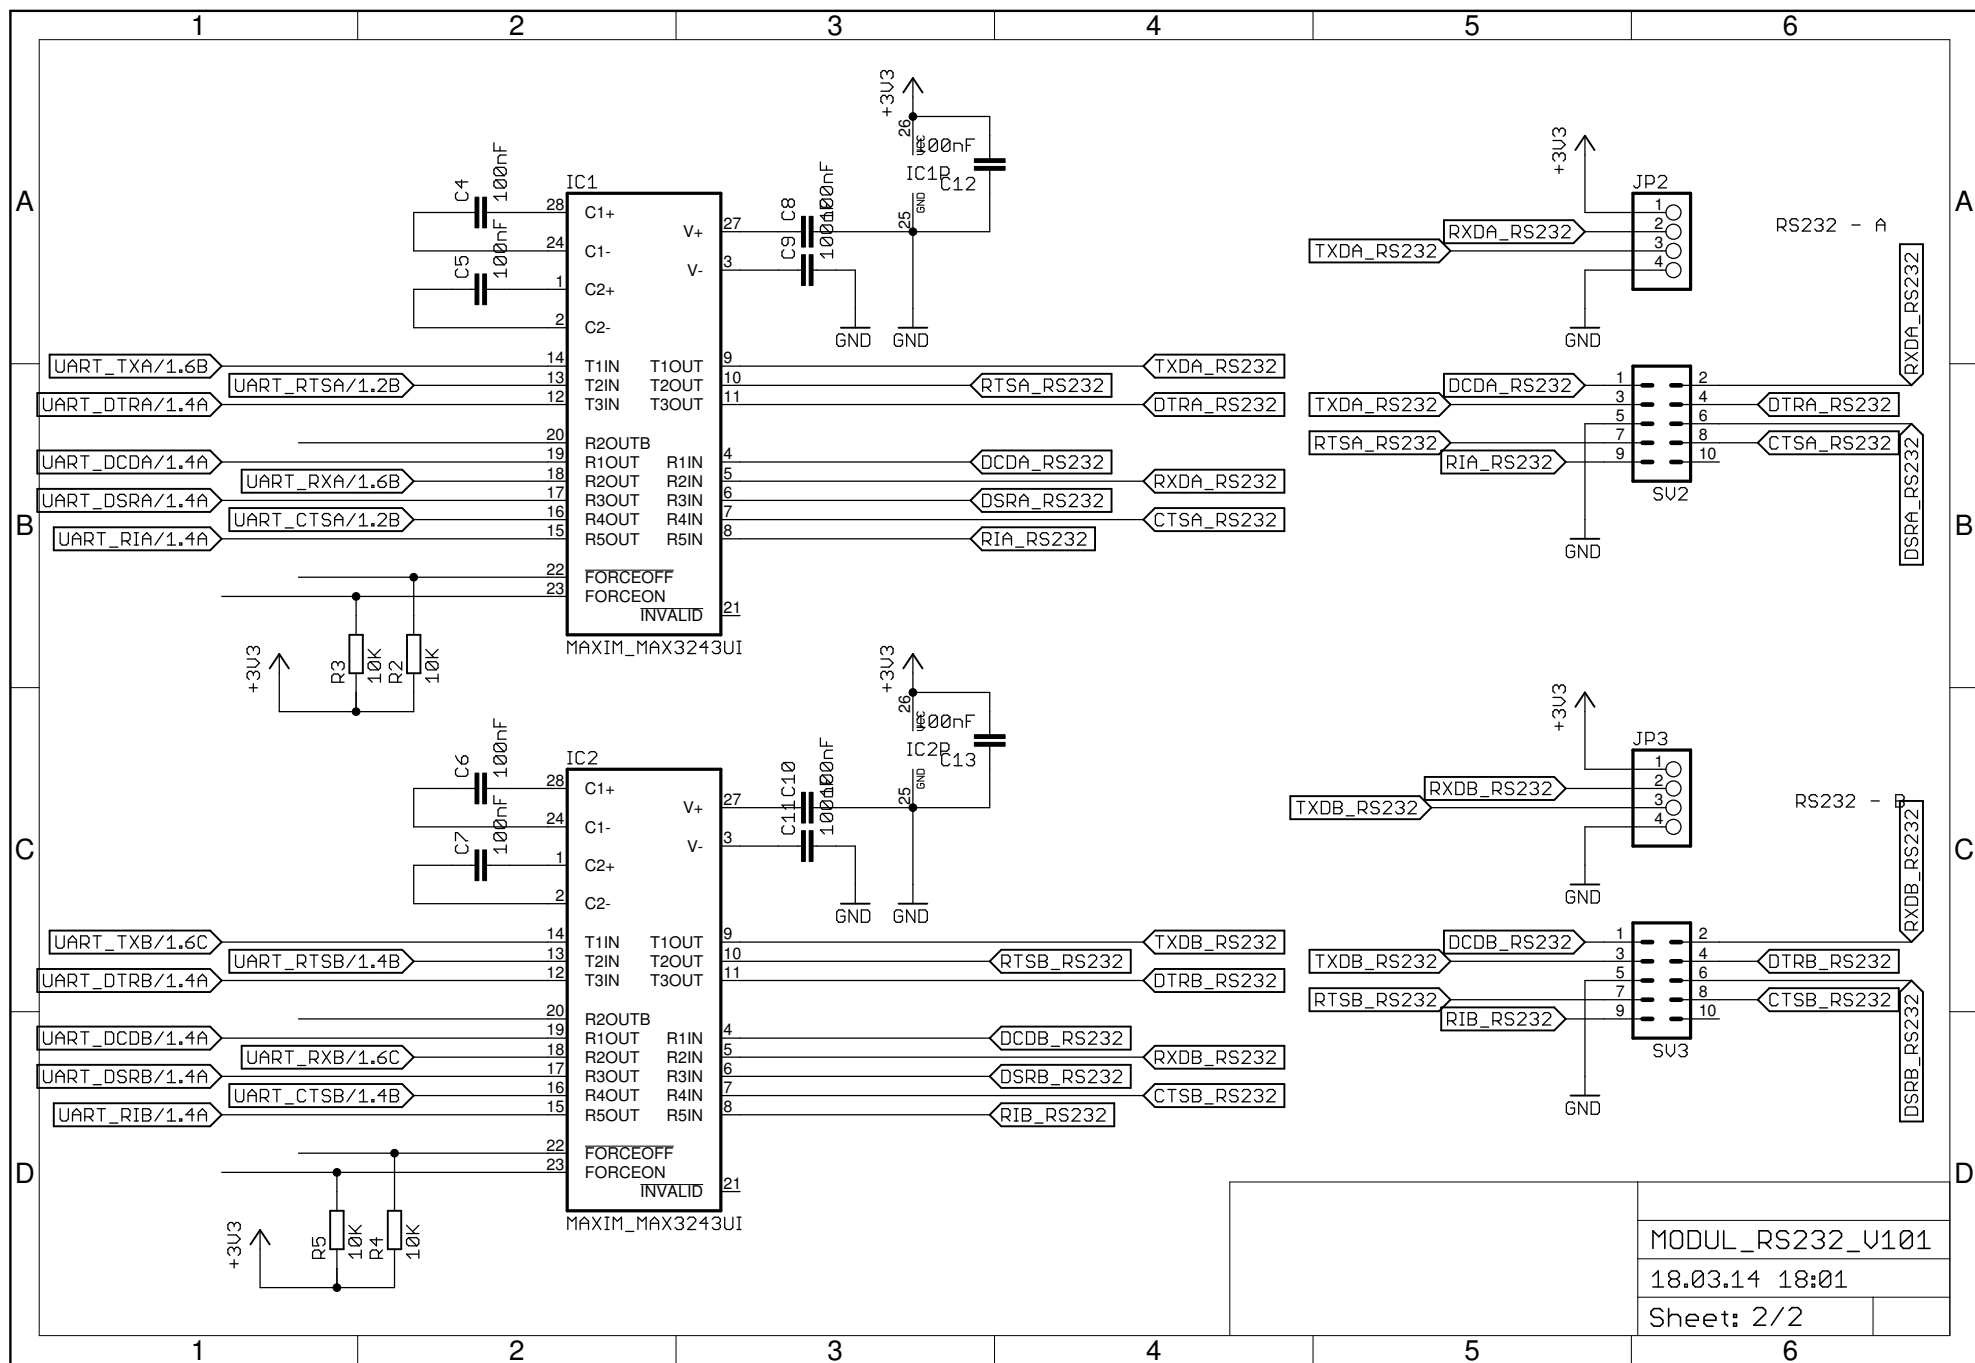 1 2 3 4 5 6
A A
B B
C C
D D
+3V3
26
100nF
IC1P
C12
GND
25
C4
100nF
C5
100nF
C8
100nF
C9
100nF
IC1
28 C1+
24 C1-
1 C2+
2 C2-
V+ 27
V- 3
GND
GND
UART_TXA/1.6B 14 T1IN T1OUT 9 TXDA_RS232
UART_RTSA/1.2B 13 T2IN T2OUT 10 RTSA_RS232
UART_DTRA/1.4A 12 T3IN T3OUT 11 DTRA_RS232
20 R2OUTB
UART_DCDA/1.4A 19 R1OUT R1IN 4 DCDA_RS232
UART_RXA/1.6B 18 R2OUT R2IN 5 RXDA_RS232
UART_DSRA/1.4A 17 R3OUT R3IN 6 DSRA_RS232
UART_CTSA/1.2B 16 R4OUT R4IN 7 CTSA_RS232
UART_RIA/1.4A 15 R5OUT R5IN 8 RIA_RS232
22 FORCEOFF
23 FORCEON
INVALID 21
MAXIM_MAX3243UI
+3V3
R3
10K
R2
10K
+3V3
JP2
1
RXDA_RS232 2
TXDA_RS232 3
4
GND
RS232 - A
RXDA_RS232
DCDA_RS232 1 2
TXDA_RS232 3 4 DTRA_RS232
5 6
RTSA_RS232 7 8 CTSA_RS232
RIA_RS232 9 10
SV2
GND
DSRA_RS232
+3V3
26
100nF
IC2P
C13
GND
25
C6
100nF
C7
100nF
C10
100nF
C11
100nF
IC2
28 C1+
24 C1-
1 C2+
2 C2-
V+ 27
V- 3
GND
GND
UART_TXB/1.6C 14 T1IN T1OUT 9 TXDB_RS232
UART_RTSB/1.4B 13 T2IN T2OUT 10 RTSB_RS232
UART_DTRB/1.4A 12 T3IN T3OUT 11 DTRB_RS232
20 R2OUTB
UART_DCDB/1.4A 19 R1OUT R1IN 4 DCDB_RS232
UART_RXB/1.6C 18 R2OUT R2IN 5 RXDB_RS232
UART_DSRB/1.4A 17 R3OUT R3IN 6 DSRB_RS232
UART_CTSB/1.4B 16 R4OUT R4IN 7 CTSB_RS232
UART_RIB/1.4A 15 R5OUT R5IN 8 RIB_RS232
22 FORCEOFF
23 FORCEON
INVALID 21
MAXIM_MAX3243UI
+3V3
R5
10K
R4
10K
+3V3
JP3
1
RXDB_RS232 2
TXDB_RS232 3
4
GND
RS232 - B
RXDB_RS232
DCDB_RS232 1 2
TXDB_RS232 3 4 DTRB_RS232
5 6
RTSB_RS232 7 8 CTSB_RS232
RIB_RS232 9 10
SV3
GND
DSRB_RS232
MODUL_RS232_V101
18.03.14 18:01
Sheet: 2/2
1 2 3 4 5 6